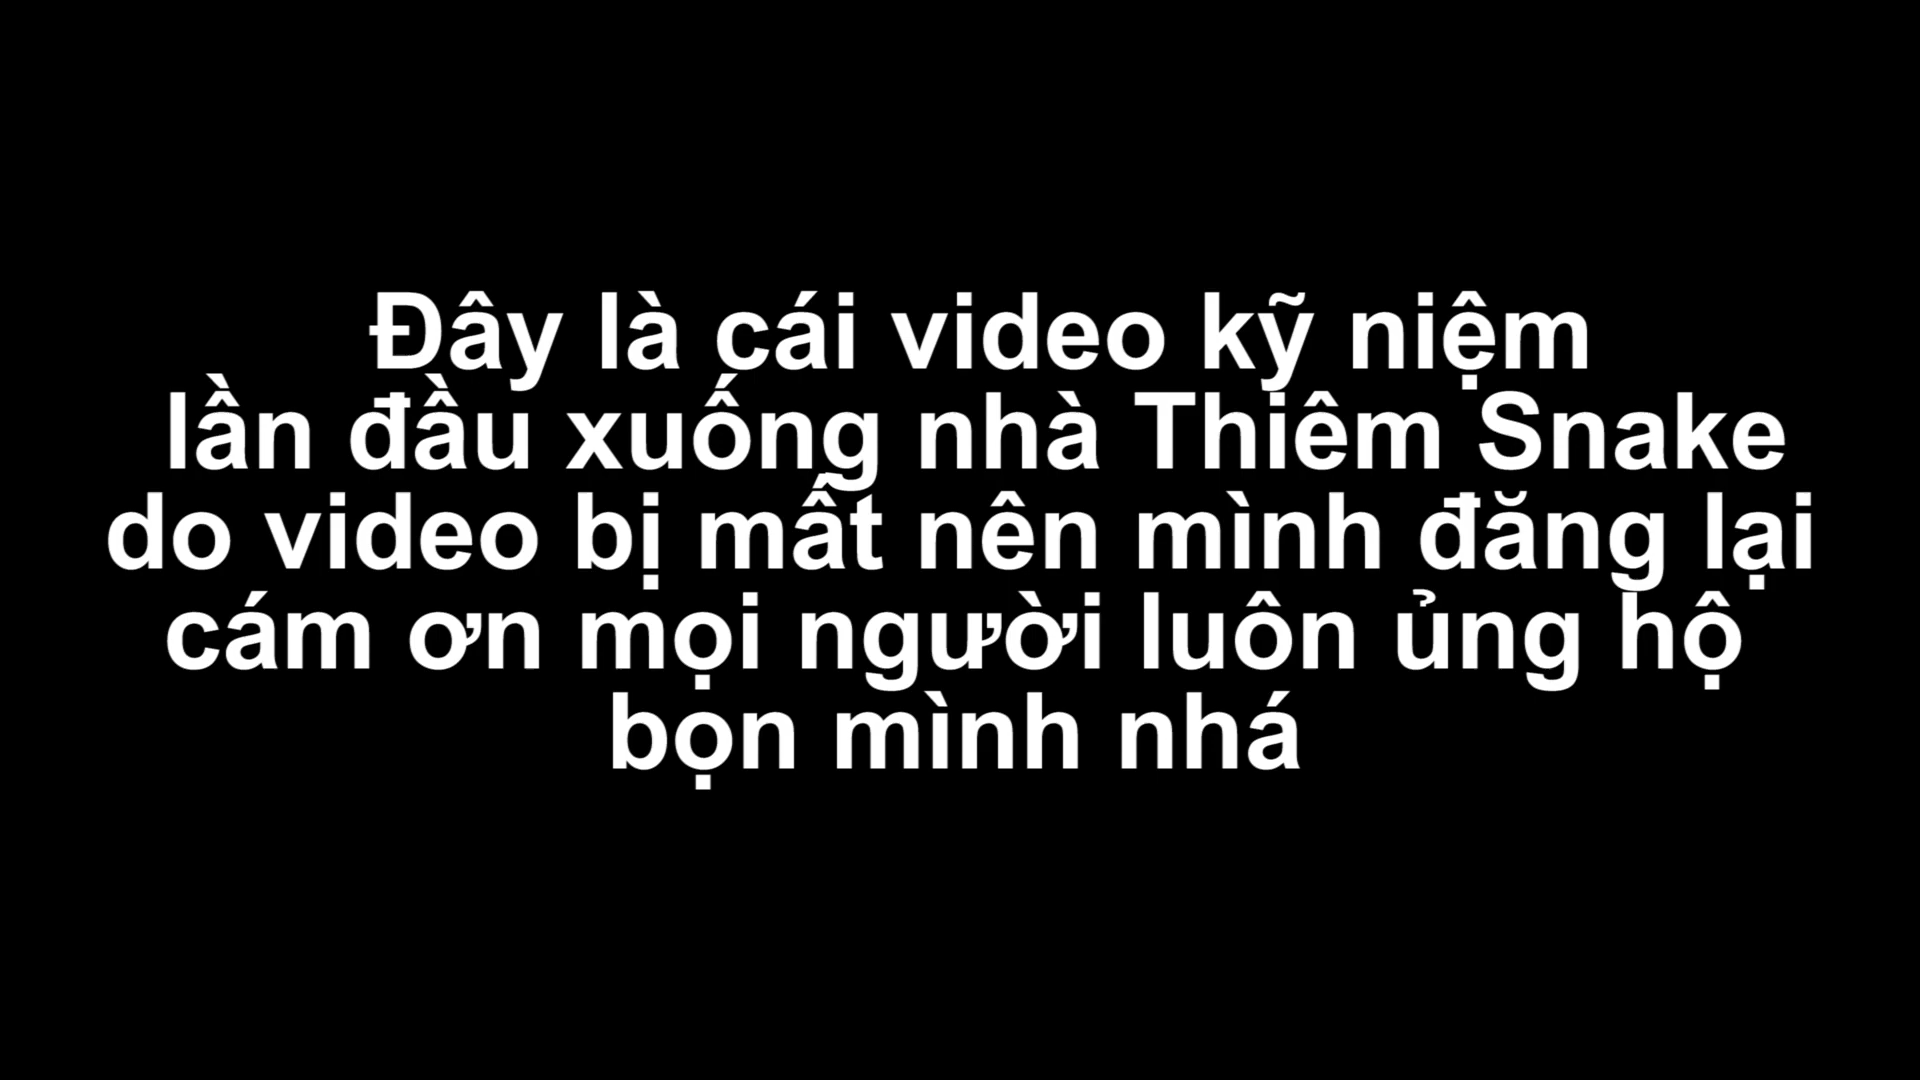 Đây là cái video kỹ niệm
lần đầu xuống nhà Thiêm Snake
do video bị mất nên mình đăng lại
cám ơn mọi người luôn ủng hộ
bọn mình nhá